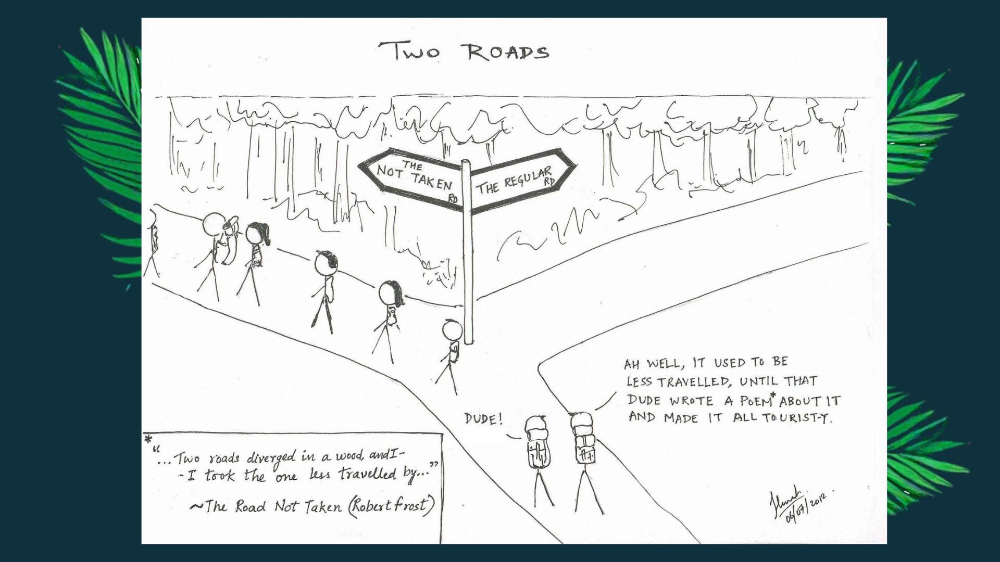 TWO ROADS
THE
NOT TAKEN
RD
THE REGULAR
RD
AH WELL, IT USED TO BE
LESS TRAVELLED, UNTIL THAT
DUDE WROTE A POEM* ABOUT IT
AND MADE IT ALL TOURIST-Y.
DUDE!
*
"...Two roads diverged in a wood, and I-
- I took the one less travelled by..."
~The Road Not Taken (Robert frost)
06/07/2012